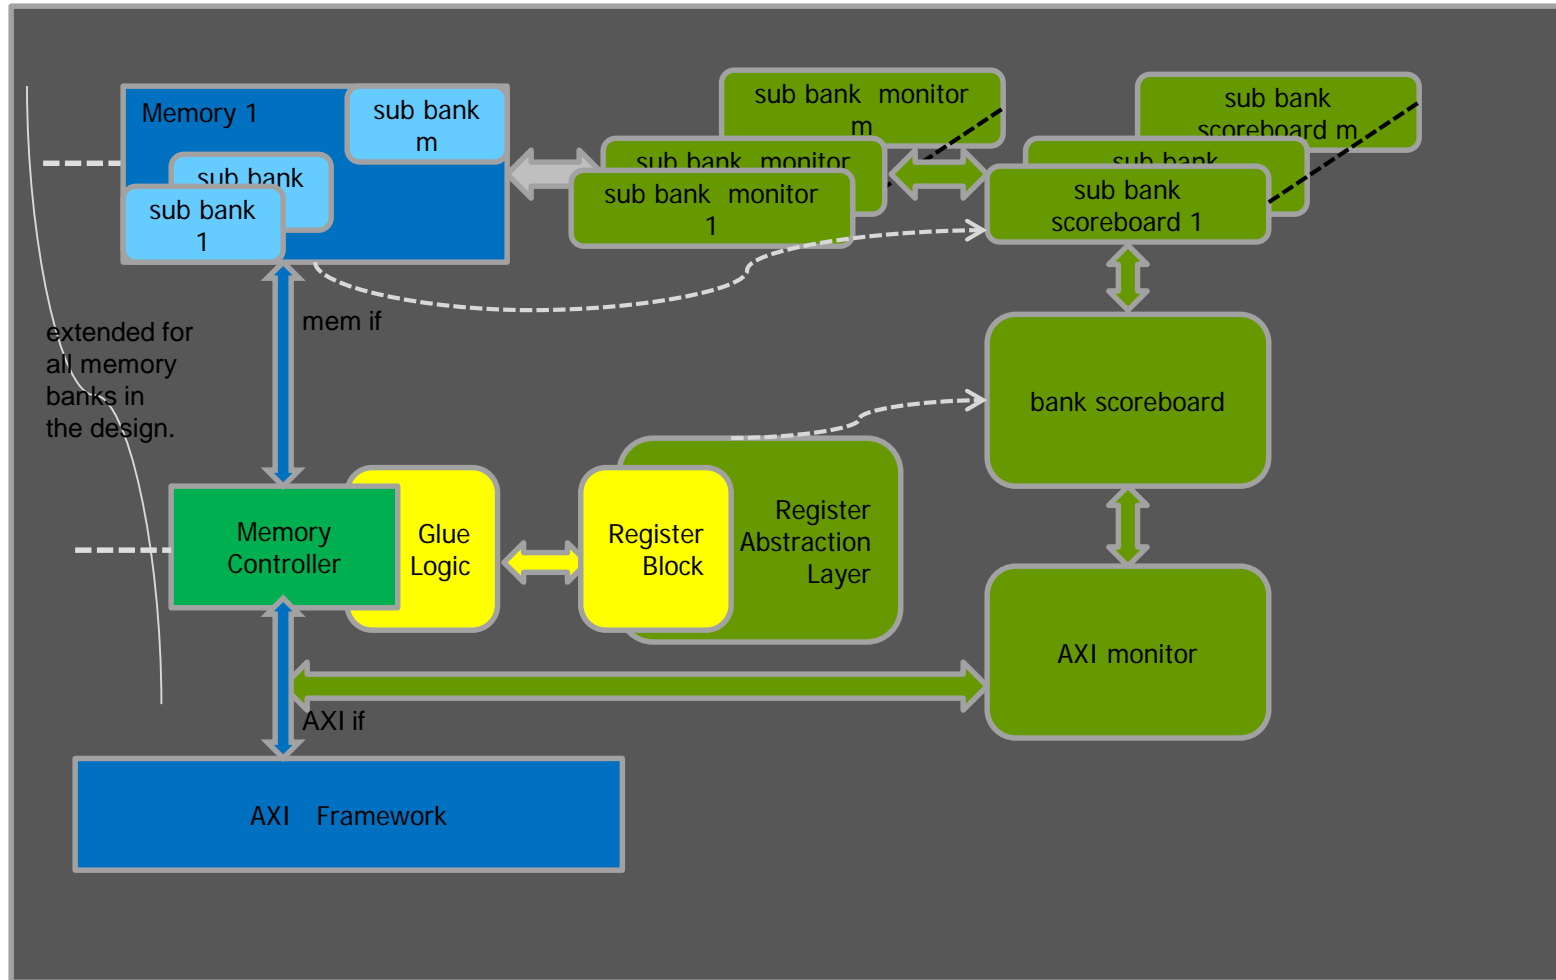 Memory 1
sub bank
m
sub bank
sub bank
1
sub bank monitor
m
sub bank monitor
sub bank monitor
1
sub bank
scoreboard m
sub bank
sub bank
scoreboard 1
mem if
extended for
all memory
banks in
the design.
bank scoreboard
Memory
Controller
Glue
Logic
Register
Block
Register
Abstraction
Layer
AXI monitor
AXI if
AXI Framework